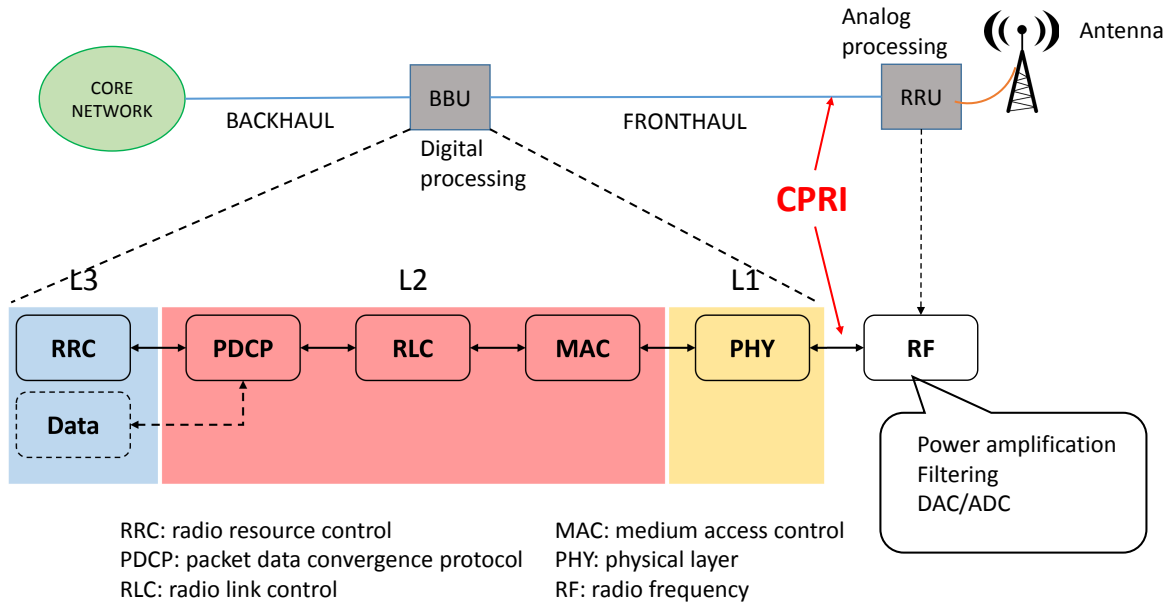 Analog
processing
Antenna
CORE
NETWORK
BBU
RRU
BACKHAUL
FRONTHAUL
Digital
processing
CPRI
L3
L2
L1
RRC
PDCP
RLC
MAC
PHY
RF
Data
Power amplification
Filtering
DAC/ADC
RRC: radio resource control
PDCP: packet data convergence protocol
RLC: radio link control
MAC: medium access control
PHY: physical layer
RF: radio frequency